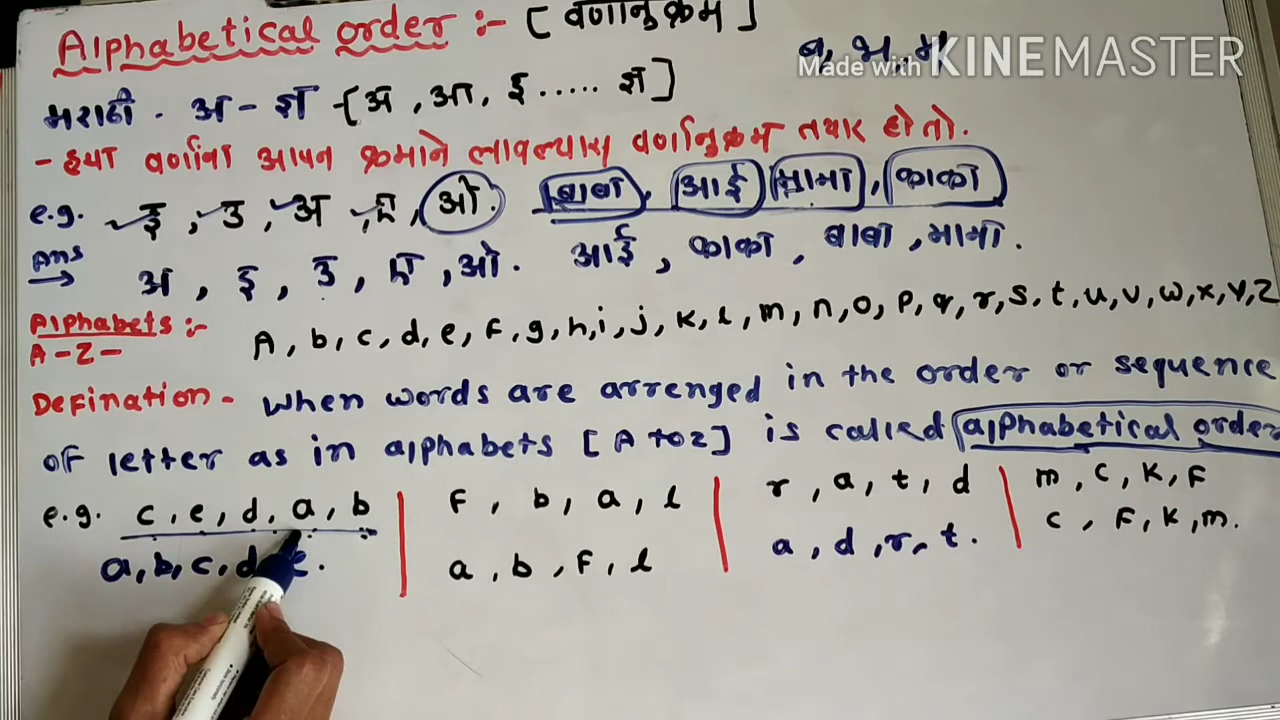 Alphabetical order :- [वर्णानुक्रम]
ब, भ, म
Made with KINEMASTER
मराठी. अ - ज्ञ -[अ, आ, इ ..... ज्ञ]
- ह्या वर्णांना आपन क्रमाने लावल्यास वर्णानुक्रम तयार होतो.
e.g. इ, उ, अ, ए, ओ. बाबा, आई, मामा, काका
Ans → अ, इ, उ, ए, ओ. आई, काका, बाबा, मामा.
Alphabets :- A, b, c, d, e, F, g, h, i, j, k, l, m, n, o, p, q, r, s, t, u, v, w, x, y, z
A - Z -
Defination - When words are arrenged in the order or sequence
of letter as in alphabets [A to z] is called alphabetical order
e.g. c, e, d, a, b | F, b, a, l | r, a, t, d | m, c, k, F
a, b, c, d, e. | a, b, F, l | a, d, r, t. | c, F, k, m.